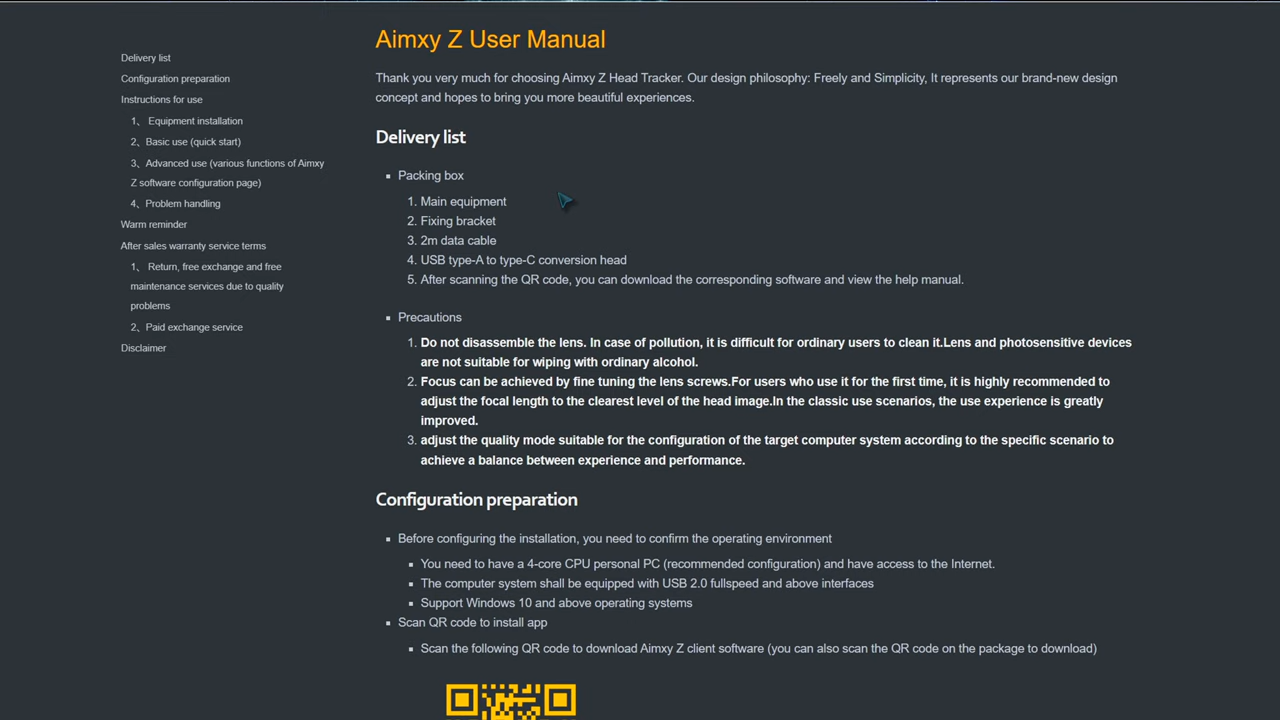 Delivery list
Configuration preparation
Instructions for use
1、 Equipment installation
2、Basic use (quick start)
3、Advanced use (various functions of Aimxy
Z software configuration page)
4、Problem handling
Warm reminder
After sales warranty service terms
1、 Return, free exchange and free
maintenance services due to quality
problems
2、Paid exchange service
Disclaimer
Aimxy Z User Manual
Thank you very much for choosing Aimxy Z Head Tracker. Our design philosophy: Freely and Simplicity, It represents our brand-new design
concept and hopes to bring you more beautiful experiences.
Delivery list
▪ Packing box
1. Main equipment
2. Fixing bracket
3. 2m data cable
4. USB type-A to type-C conversion head
5. After scanning the QR code, you can download the corresponding software and view the help manual.
▪ Precautions
1. Do not disassemble the lens. In case of pollution, it is difficult for ordinary users to clean it.Lens and photosensitive devices
are not suitable for wiping with ordinary alcohol.
2. Focus can be achieved by fine tuning the lens screws.For users who use it for the first time, it is highly recommended to
adjust the focal length to the clearest level of the head image.In the classic use scenarios, the use experience is greatly
improved.
3. adjust the quality mode suitable for the configuration of the target computer system according to the specific scenario to
achieve a balance between experience and performance.
Configuration preparation
▪ Before configuring the installation, you need to confirm the operating environment
▪ You need to have a 4-core CPU personal PC (recommended configuration) and have access to the Internet.
▪ The computer system shall be equipped with USB 2.0 fullspeed and above interfaces
▪ Support Windows 10 and above operating systems
▪ Scan QR code to install app
▪ Scan the following QR code to download Aimxy Z client software (you can also scan the QR code on the package to download)